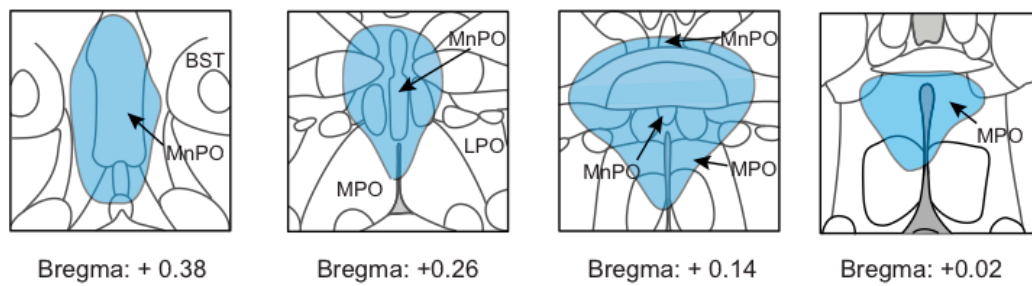 BST
MnPO
Bregma: + 0.38
MnPO
LPO
MPO
Bregma: +0.26
MnPO
MnPO
MPO
Bregma: + 0.14
MPO
Bregma: +0.02